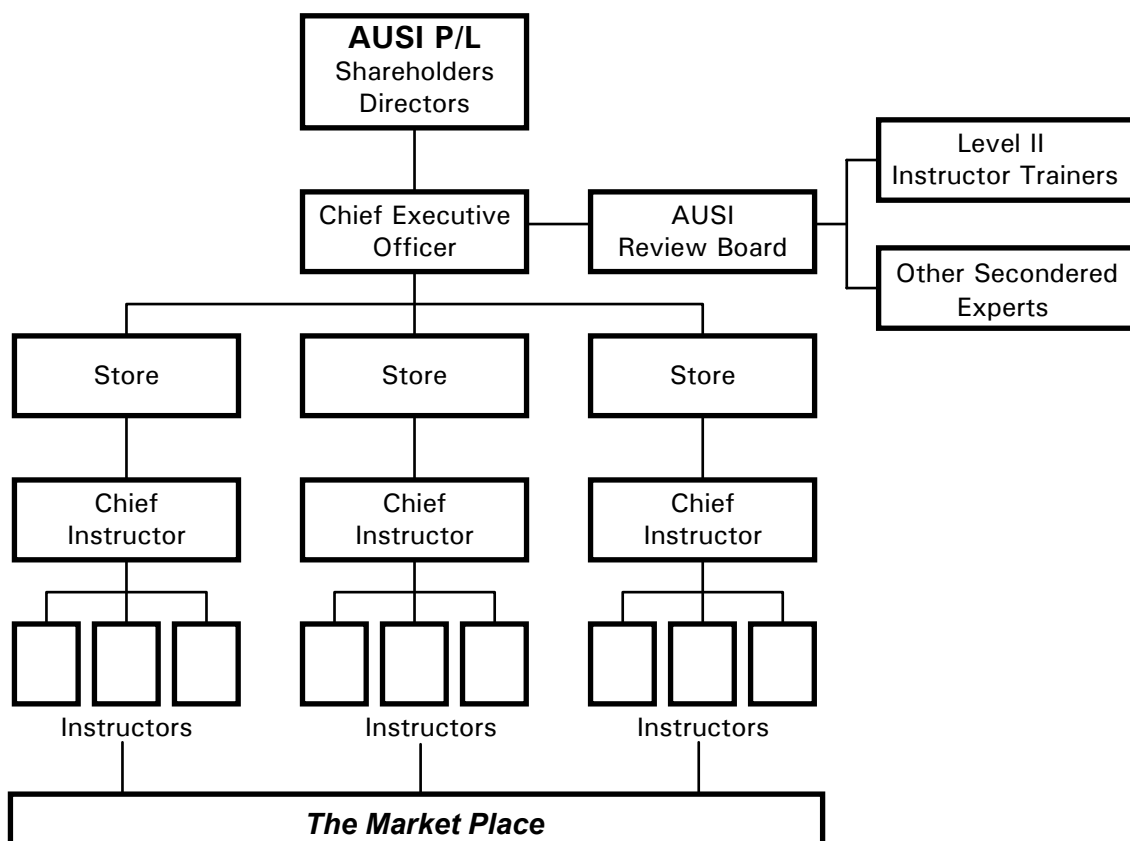 AUSI P/L
Shareholders
Directors
Level II
Instructor Trainers
Chief Executive
Officer
AUSI
Review Board
Other Secondered
Experts
Store
Store
Store
Chief
Instructor
Chief
Instructor
Chief
Instructor
Instructors
Instructors
Instructors
The Market Place